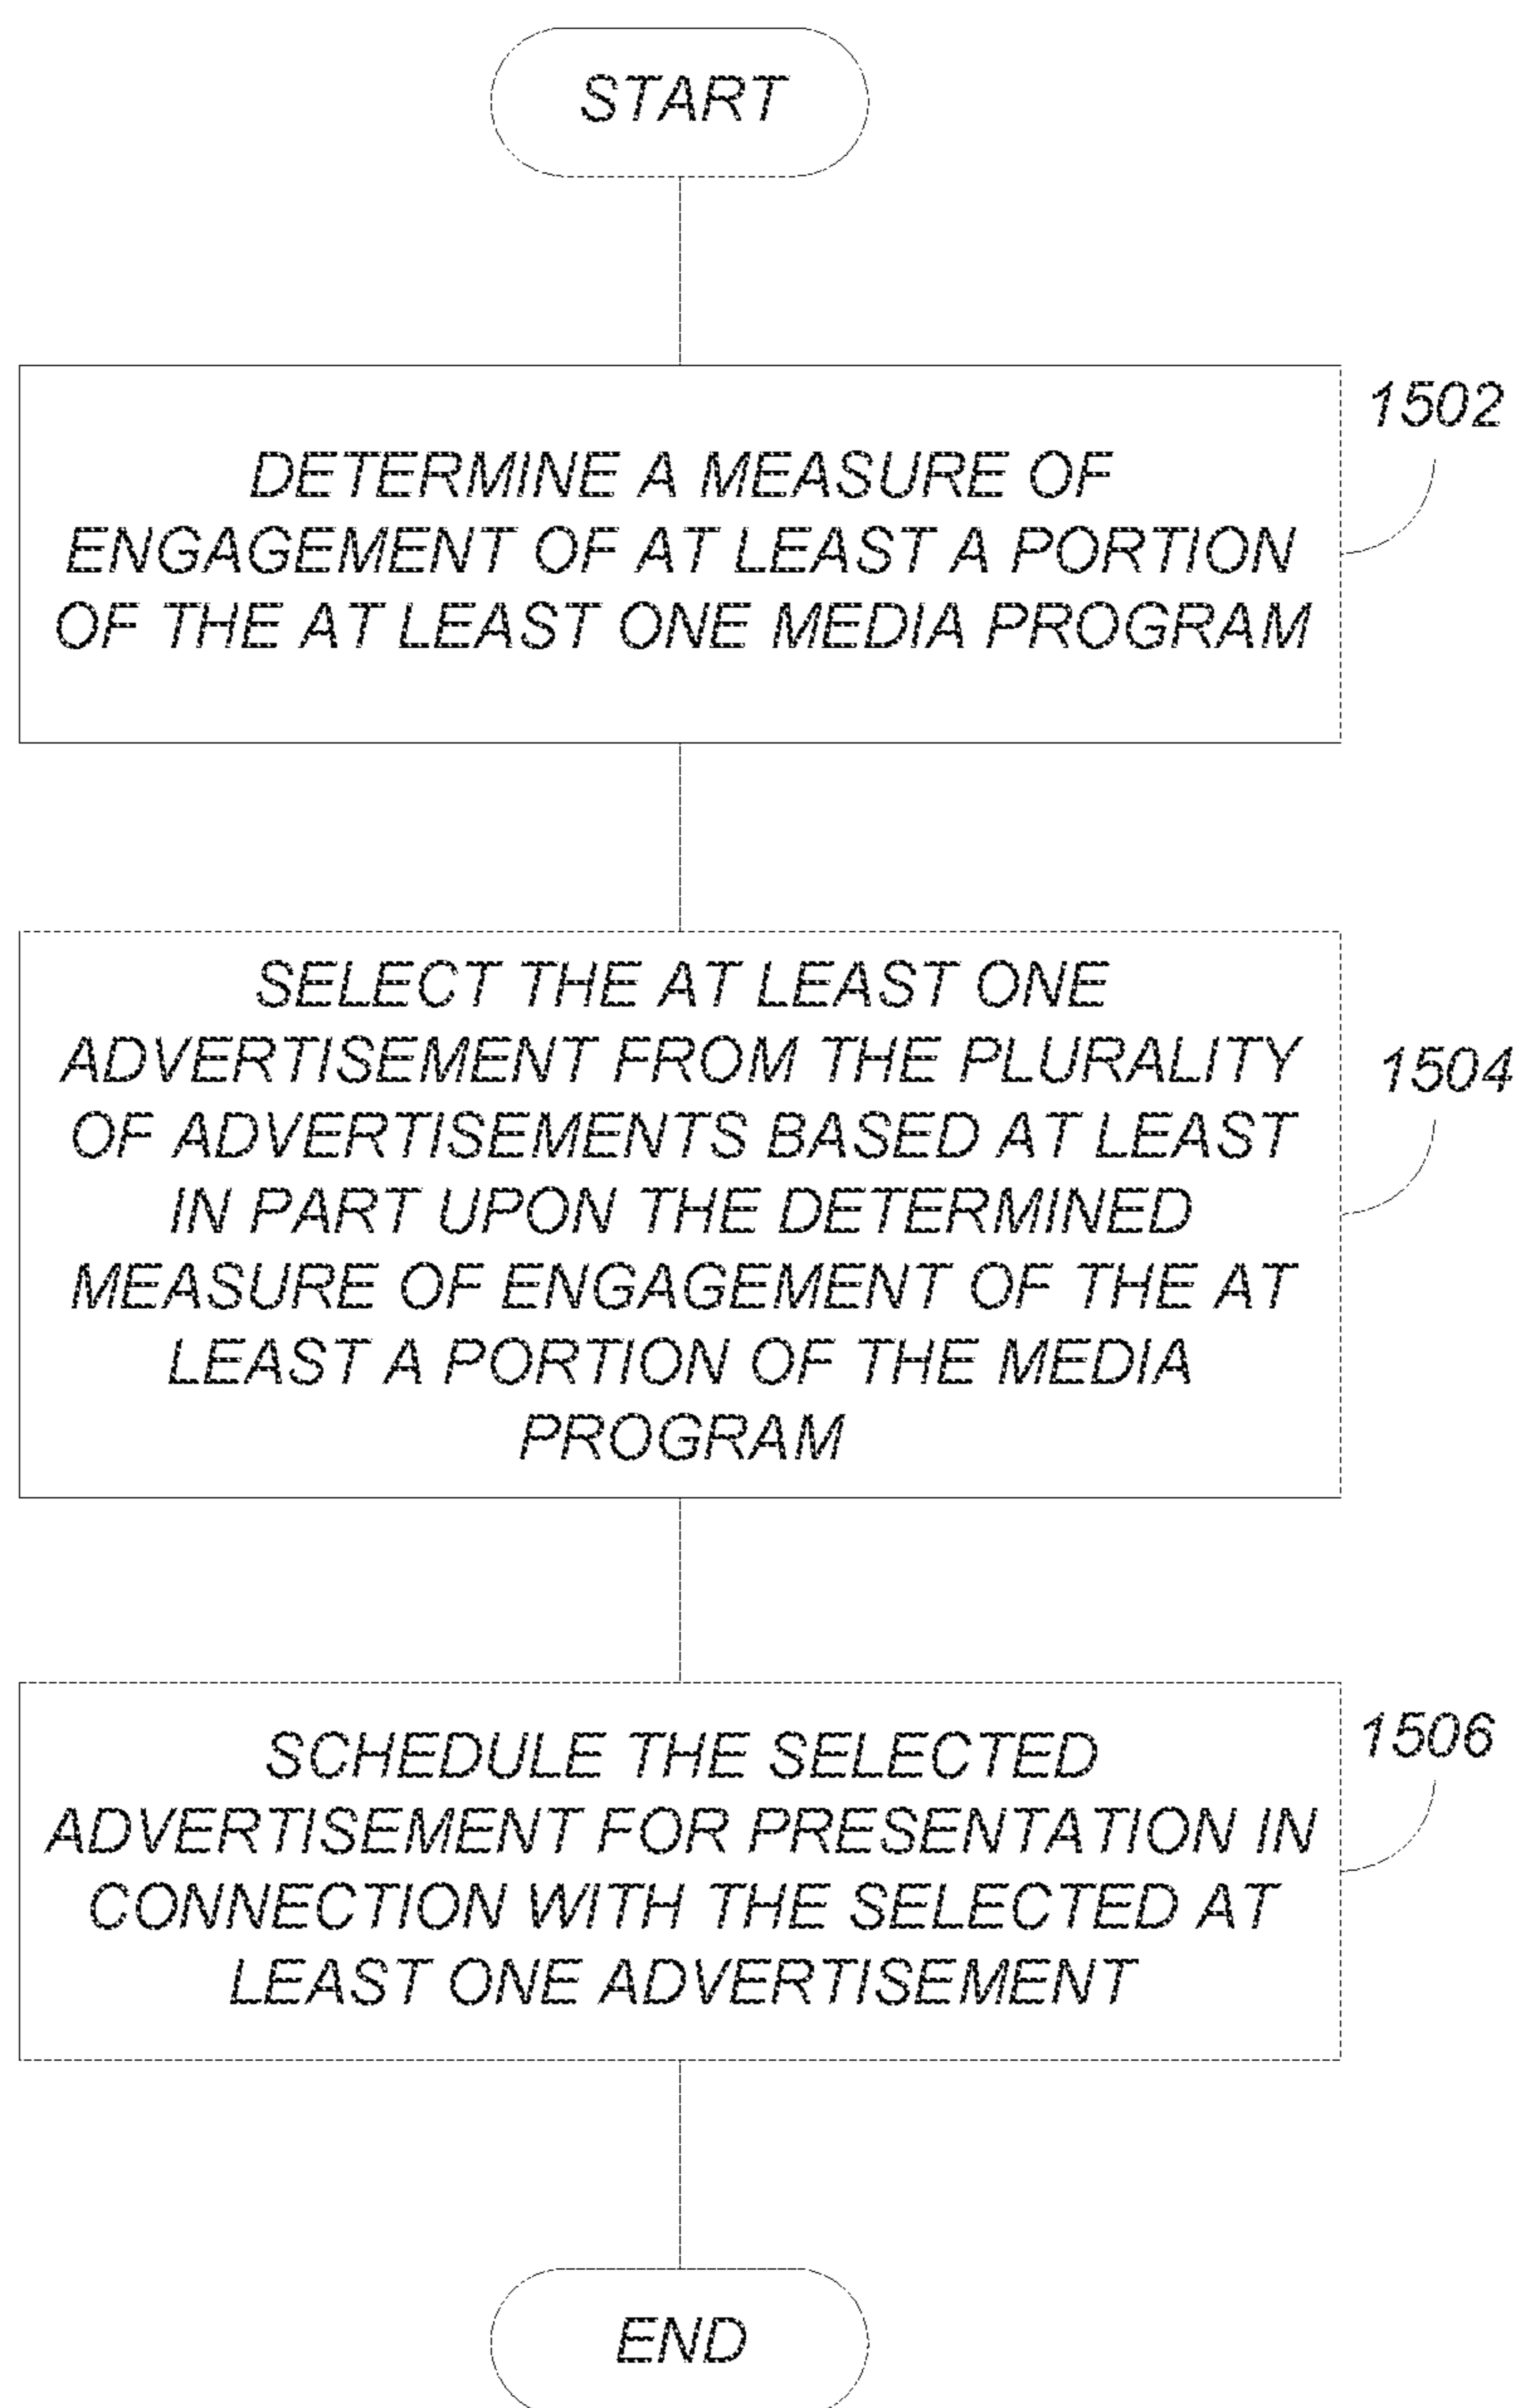 START
1502
DETERMINE A MEASURE OF
ENGAGEMENT OF AT LEAST A PORTION
OF THE AT LEAST ONE MEDIA PROGRAM
SELECT THE AT LEAST ONE
ADVERTISEMENT FROM THE PLURALITY
1504
OF ADVERTISEMENTS BASED AT LEAST
IN PART UPON THE DETERMINED
MEASURE OF ENGAGEMENT OF THE AT
LEAST A PORTION OF THE MEDIA
PROGRAM
1506
SCHEDULE THE SELECTED
ADVERTISEMENT FOR PRESENTATION IN
CONNECTION WITH THE SELECTED AT
LEAST ONE ADVERTISEMENT
END